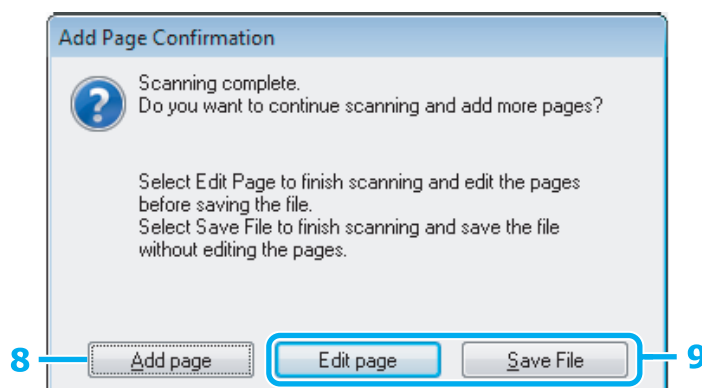 Add Page Confirmation
Scanning complete.
Do you want to continue scanning and add more pages?
Select Edit Page to finish scanning and edit the pages
before saving the file.
Select Save File to finish scanning and save the file
without editing the pages.
8 Add page Edit page Save File 9